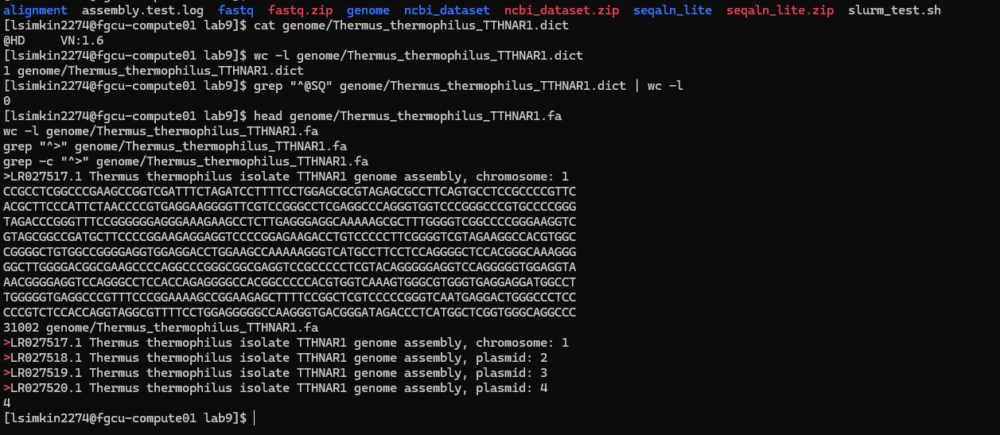 alignment  assembly.test.log  fastq  fastq.zip  genome  ncbi_dataset  ncbi_dataset.zip  seqaln_lite  seqaln_lite.zip  slurm_test.sh
[lsimkin2274@fgcu-compute01 lab9]$ cat genome/Thermus_thermophilus_TTHNAR1.dict
@HD     VN:1.6
[lsimkin2274@fgcu-compute01 lab9]$ wc -l genome/Thermus_thermophilus_TTHNAR1.dict
1 genome/Thermus_thermophilus_TTHNAR1.dict
[lsimkin2274@fgcu-compute01 lab9]$ grep "^@SQ" genome/Thermus_thermophilus_TTHNAR1.dict | wc -l
0
[lsimkin2274@fgcu-compute01 lab9]$ head genome/Thermus_thermophilus_TTHNAR1.fa
wc -l genome/Thermus_thermophilus_TTHNAR1.fa
grep "^>" genome/Thermus_thermophilus_TTHNAR1.fa
grep -c "^>" genome/Thermus_thermophilus_TTHNAR1.fa
>LR027517.1 Thermus thermophilus isolate TTHNAR1 genome assembly, chromosome: 1
CCGCCTCGGCCCGAAGCCGGTCGATTTCTAGATCCTTTTCCTGGAGCGCGTAGAGCGCCTTCAGTGCCTCCGCCCCGTTC
ACGCTTCCCATTCTAACCCCGTGAGGAAGGGGTTCGTCCGGGCCTCGAGGCCCAGGGTGGTCCCGGGCCCGTGCCCCGGG
TAGACCCGGGTTTCCGGGGGGAGGGAAAGAAGCCTCTTGAGGGAGGCAAAAAGCGCTTTGGGGTCGGCCCCGGGAAGGTC
GTAGCGGCCGATGCTTCCCCGGAAGAGGAGGTCCCCGGAGAAGACCTGTCCCCCTTCGGGGTCGTAGAAGGCCACGTGGC
CGGGGCTGTGGCCGGGGAGGTGGAGGACCTGGAAGCCAAAAAGGGTCATGCCTTCCTCCAGGGGCTCCACGGGCAAAGGG
GGCTTGGGGACGGCGAAGCCCCAGGCCCGGGCGGCGAGGTCCGCCCCCTCGTACAGGGGGAGGTCCAGGGGGTGGAGGTA
AACGGGGAGGTCCAGGGCCTCCACCAGAGGGGCCACGGCCCCCACGTGGTCAAAGTGGGCGTGGGTGAGGAGGATGGCCT
TGGGGGTGAGGCCCGTTTCCCGGAAAAGCCGGAAGAGCTTTTCCGGCTCGTCCCCCGGGTCAATGAGGACTGGGCCCTCC
CCCGTCTCCACCAGGTAGGCGTTTTCCTGGAGGGGGCCAAGGGTGACGGGATAGACCCTCATGGCTCGGTGGGCAGGCCC
31002 genome/Thermus_thermophilus_TTHNAR1.fa
>LR027517.1 Thermus thermophilus isolate TTHNAR1 genome assembly, chromosome: 1
>LR027518.1 Thermus thermophilus isolate TTHNAR1 genome assembly, plasmid: 2
>LR027519.1 Thermus thermophilus isolate TTHNAR1 genome assembly, plasmid: 3
>LR027520.1 Thermus thermophilus isolate TTHNAR1 genome assembly, plasmid: 4
4
[lsimkin2274@fgcu-compute01 lab9]$